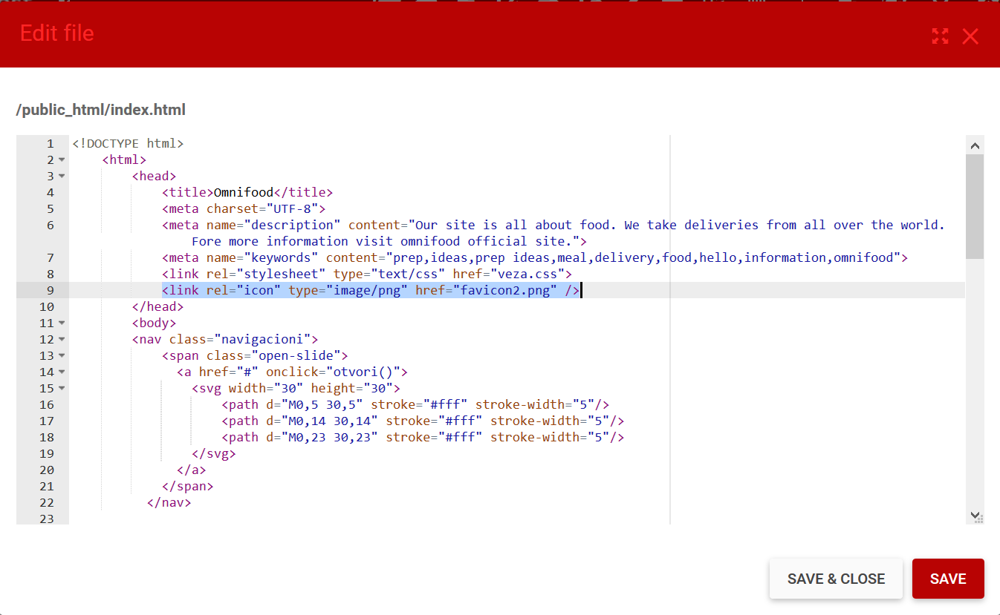 Edit file
/public_html/index.html
1 <!DOCTYPE html>
2 <html>
3 <head>
4 <title>Omnifood</title>
5 <meta charset="UTF-8">
6 <meta name="description" content="Our site is all about food. We take deliveries from all over the world.
Fore more information visit omnifood official site.">
7 <meta name="keywords" content="prep,ideas,prep ideas,meal,delivery,food,hello,information,omnifood">
8 <link rel="stylesheet" type="text/css" href="veza.css">
9 <link rel="icon" type="image/png" href="favicon2.png" />
10 </head>
11 <body>
12 <nav class="navigacioni">
13 <span class="open-slide">
14 <a href="#" onclick="otvori()">
15 <svg width="30" height="30">
16 <path d="M0,5 30,5" stroke="#fff" stroke-width="5"/>
17 <path d="M0,14 30,14" stroke="#fff" stroke-width="5"/>
18 <path d="M0,23 30,23" stroke="#fff" stroke-width="5"/>
19 </svg>
20 </a>
21 </span>
22 </nav>
23
SAVE & CLOSE
SAVE